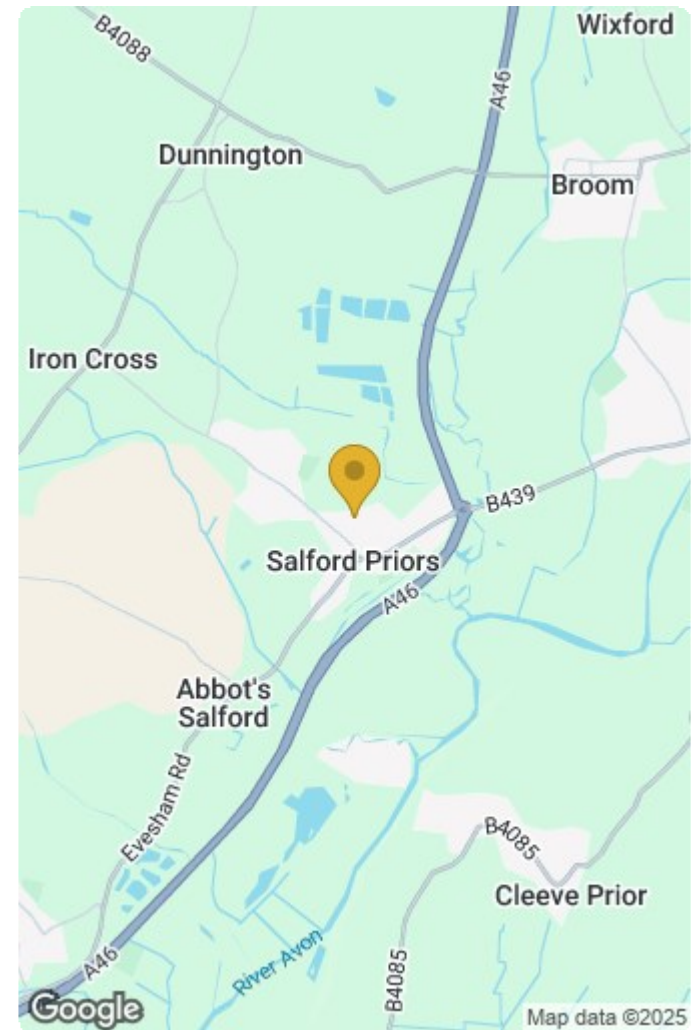 Wixford
B4088
A46
Dunnington
Broom
Iron Cross
B439
Salford Priors
A46
Abbot's
Salford
Evesham Rd
B4085
Cleeve Prior
A46
River Avon
B4085
Google
Map data ©2025